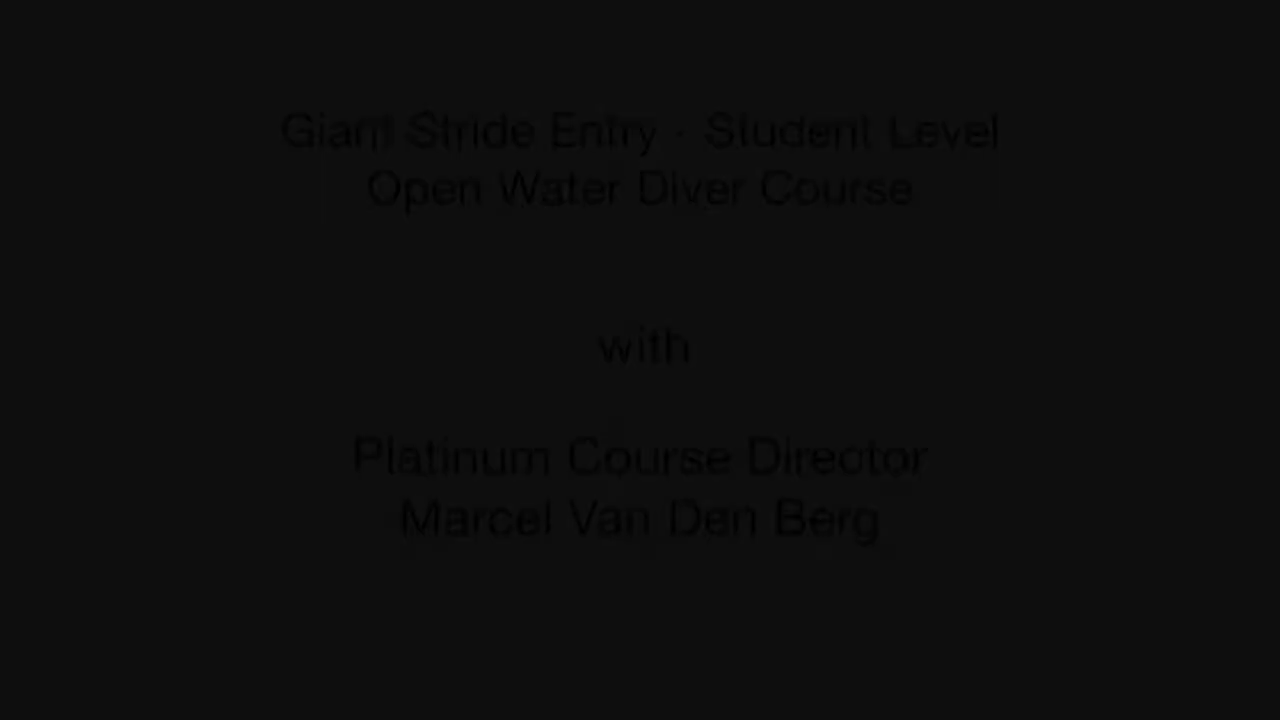 Giant Stride Entry - Student Level
Open Water Diver Course
with
Platinum Course Director
Marcel Van Den Berg